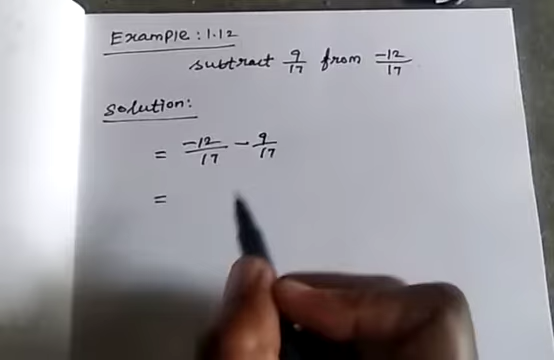 Example: 1.12
subtract 9/17 from -12/17
Solution:
= -12/17 - 9/17
=